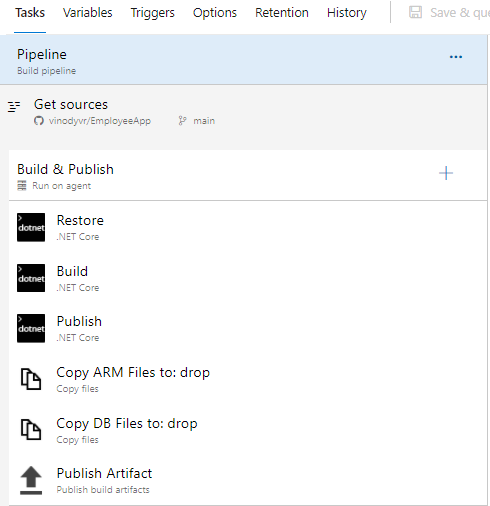 Tasks Variables Triggers Options Retention History Save & que
Pipeline
Build pipeline
...
Get sources
vinodyvr/EmployeeApp main
Build & Publish
Run on agent
dotnet
Restore
.NET Core
dotnet
Build
.NET Core
dotnet
Publish
.NET Core
Copy ARM Files to: drop
Copy files
Copy DB Files to: drop
Copy files
Publish Artifact
Publish build artifacts